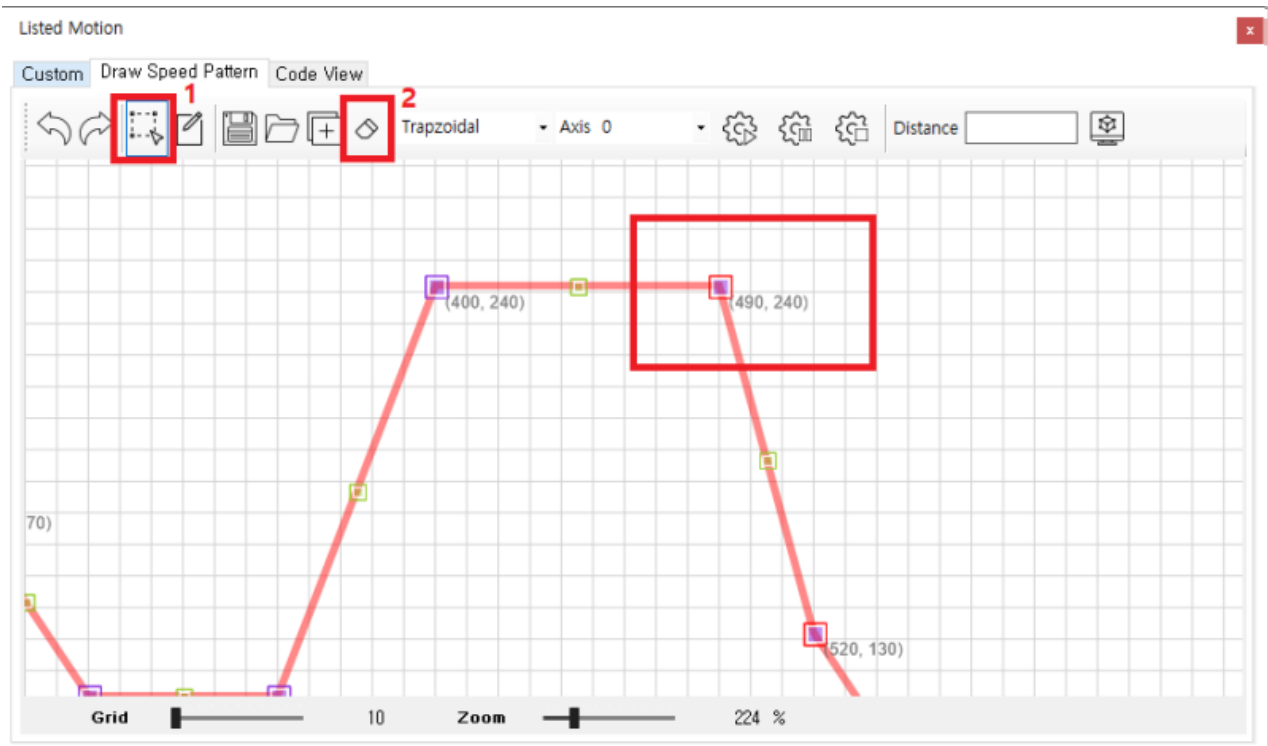 Listed Motion
Custom Draw Speed Pattern Code View
1 2
Trapzoidal Axis 0 Distance
(400, 240) (490, 240)
70)
(520, 130)
Grid 10 Zoom 224 %